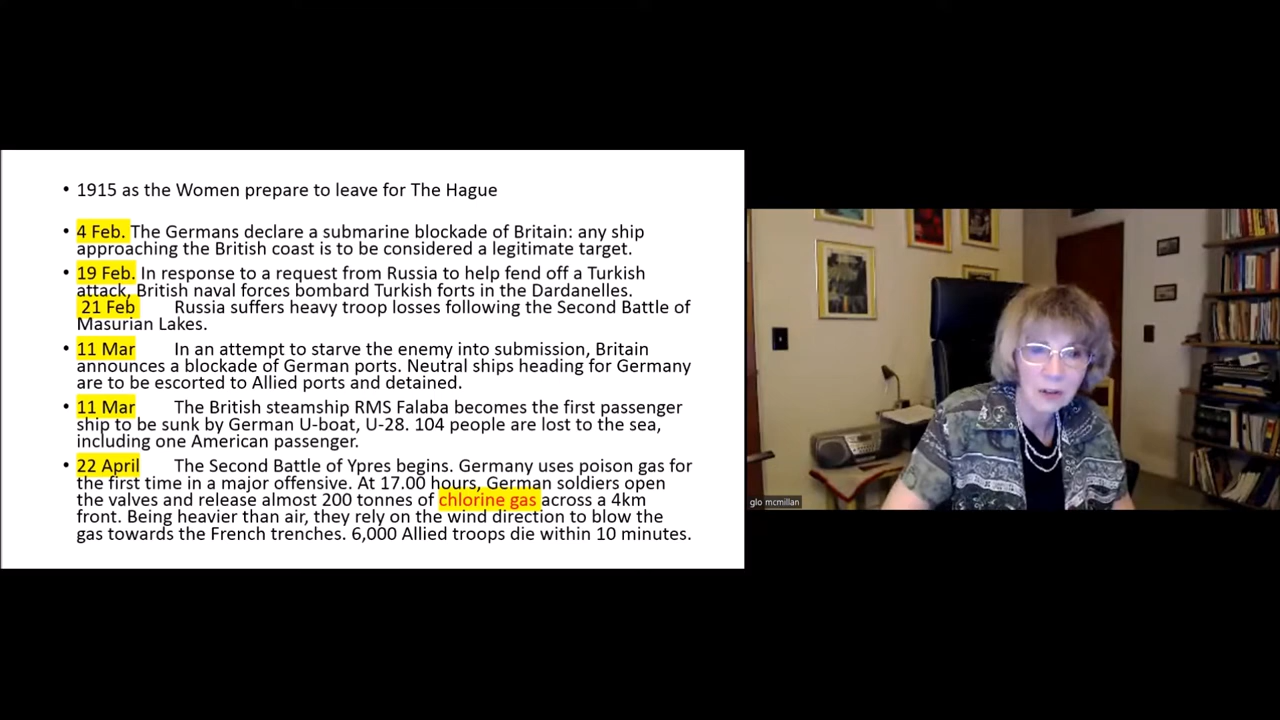 • 1915 as the Women prepare to leave for The Hague
• 4 Feb. The Germans declare a submarine blockade of Britain: any ship
approaching the British coast is to be considered a legitimate target.
• 19 Feb. In response to a request from Russia to help fend off a Turkish
attack, British naval forces bombard Turkish forts in the Dardanelles.
21 Feb Russia suffers heavy troop losses following the Second Battle of
Masurian Lakes.
• 11 Mar In an attempt to starve the enemy into submission, Britain
announces a blockade of German ports. Neutral ships heading for Germany
are to be escorted to Allied ports and detained.
• 11 Mar The British steamship RMS Falaba becomes the first passenger
ship to be sunk by German U-boat, U-28. 104 people are lost to the sea,
including one American passenger.
• 22 April The Second Battle of Ypres begins. Germany uses poison gas for
the first time in a major offensive. At 17.00 hours, German soldiers open
the valves and release almost 200 tonnes of chlorine gas across a 4km
front. Being heavier than air, they rely on the wind direction to blow the
gas towards the French trenches. 6,000 Allied troops die within 10 minutes.
glo mcmillan